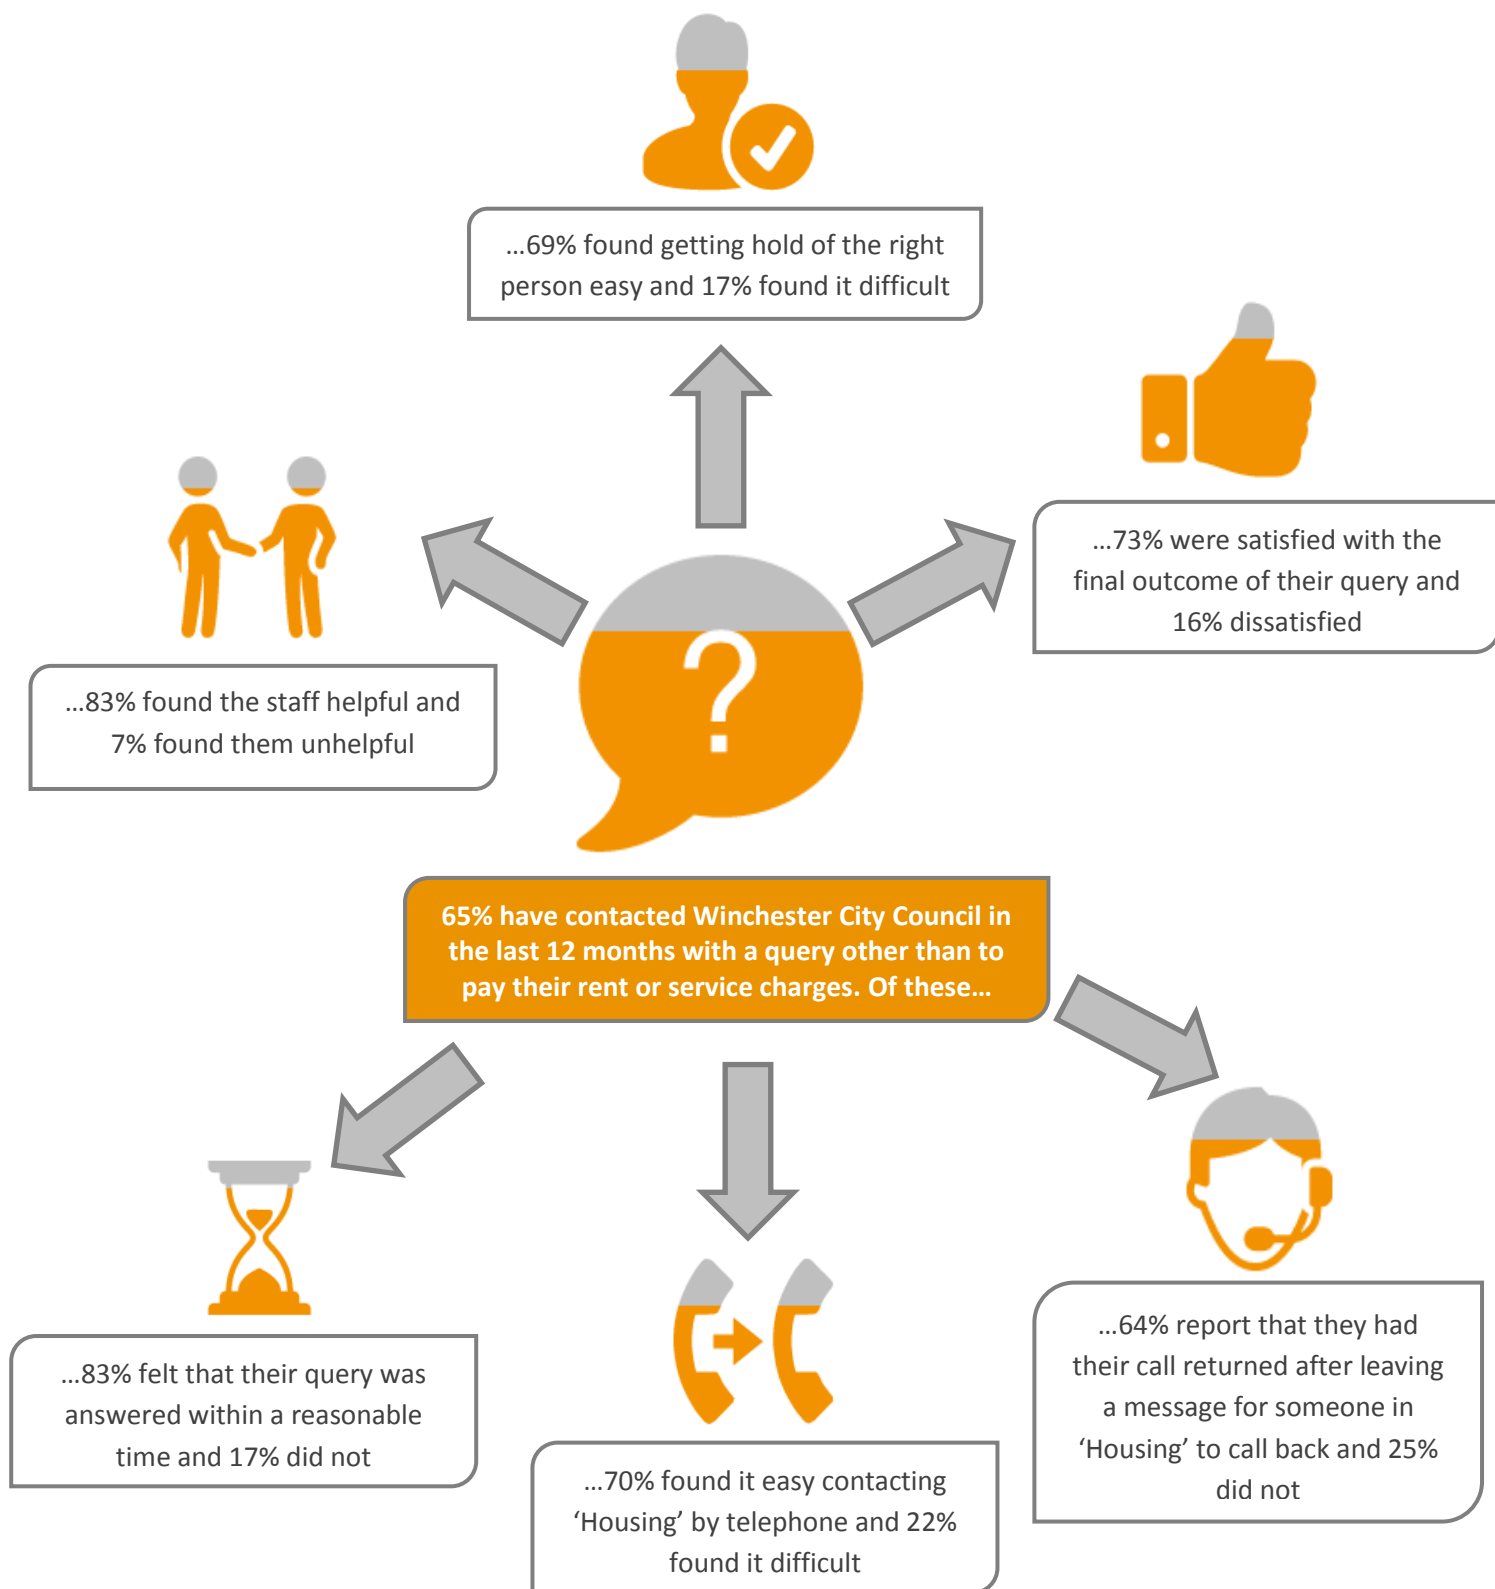 ...69% found getting hold of the right
person easy and 17% found it difficult
...73% were satisfied with the
final outcome of their query and
16% dissatisfied
...83% found the staff helpful and
7% found them unhelpful
?
65% have contacted Winchester City Council in
the last 12 months with a query other than to
pay their rent or service charges. Of these...
...83% felt that their query was
answered within a reasonable
time and 17% did not
...70% found it easy contacting
‘Housing’ by telephone and 22%
found it difficult
...64% report that they had
their call returned after leaving
a message for someone in
‘Housing’ to call back and 25%
did not